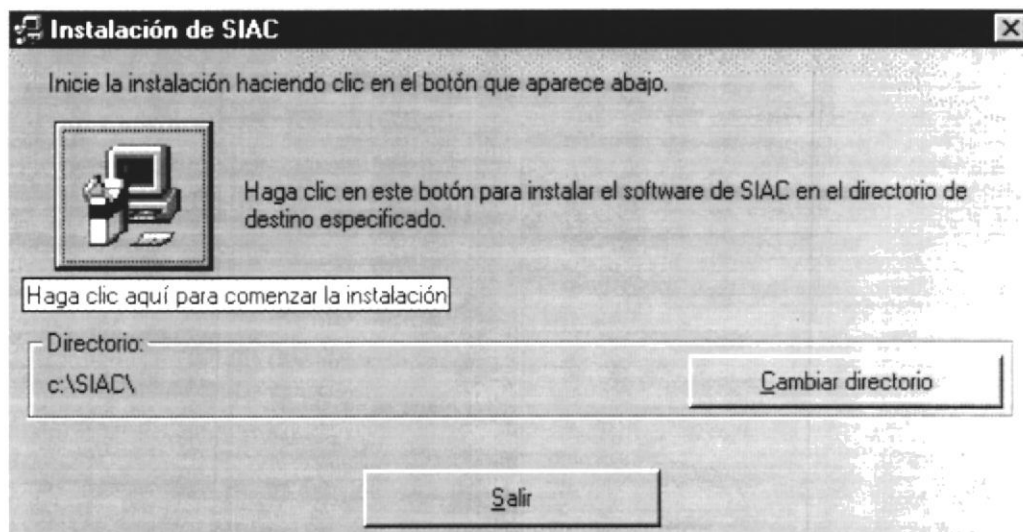 Instalación de SIAC
Inicie la instalación haciendo clic en el botón que aparece abajo.
Haga clic en este botón para instalar el software de SIAC en el directorio de
destino especificado.
Haga clic aquí para comenzar la instalación
Directorio:
c:\SIAC\
Cambiar directorio
Salir